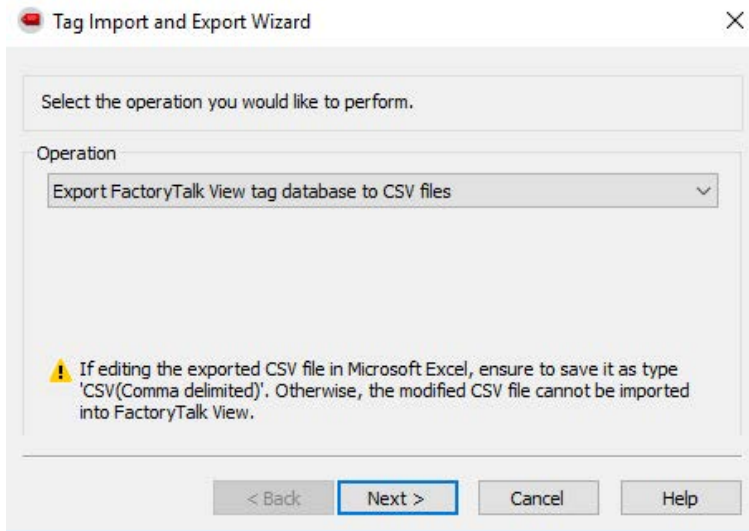 Tag Import and Export Wizard
Select the operation you would like to perform.
Operation
Export FactoryTalk View tag database to CSV files
If editing the exported CSV file in Microsoft Excel, ensure to save it as type
'CSV(Comma delimited)'. Otherwise, the modified CSV file cannot be imported
into FactoryTalk View.
< Back Next > Cancel Help